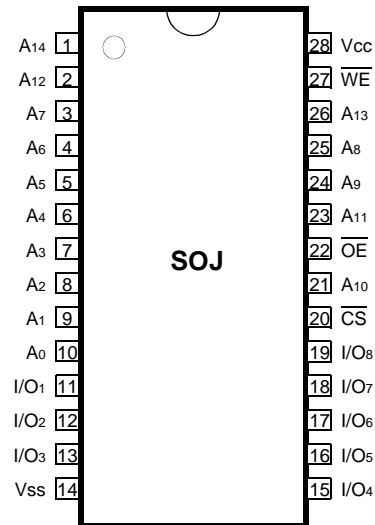 A14 1 28 Vcc
A12 2 27 WE
A7 3 26 A13
A6 4 25 A8
A5 5 24 A9
A4 6 23 A11
A3 7 22 OE
SOJ
A2 8 21 A10
A1 9 20 CS
A0 10 19 I/O8
I/O1 11 18 I/O7
I/O2 12 17 I/O6
I/O3 13 16 I/O5
Vss 14 15 I/O4